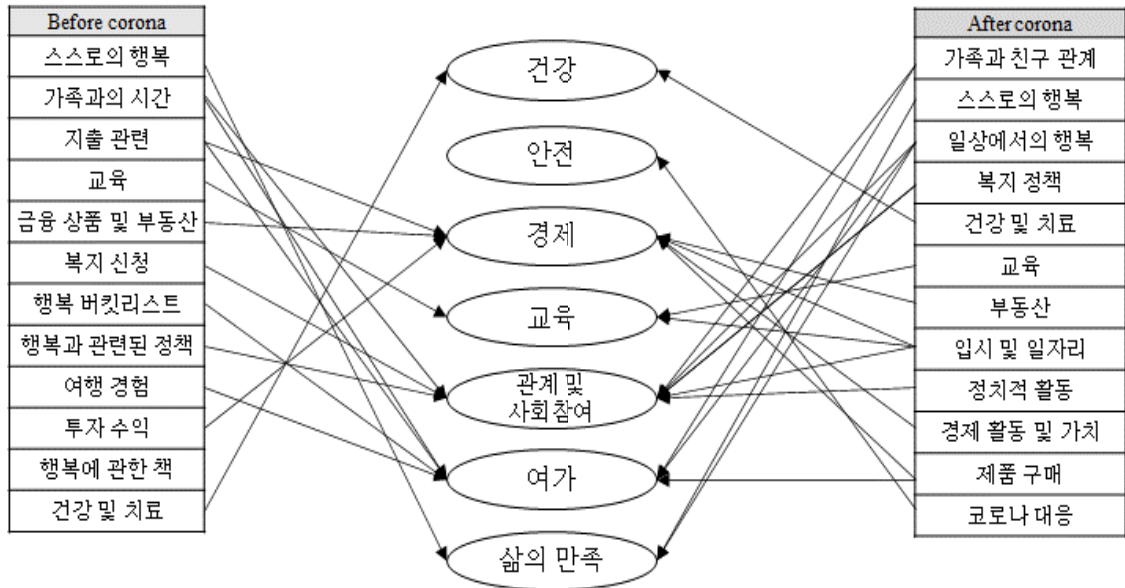 Before corona
스스로의 행복
가족과의 시간
지출 관련
교육
금융 상품 및 부동산
복지 신청
행복 버킷리스트
행복과 관련된 정책
여행 경험
투자 수익
행복에 관한 책
건강 및 치료
건강
안전
경제
교육
관계 및
사회참여
여가
삶의 만족
After corona
가족과 친구 관계
스스로의 행복
일상에서의 행복
복지 정책
건강 및 치료
교육
부동산
입시 및 일자리
정치적 활동
경제 활동 및 가치
제품 구매
코로나 대응